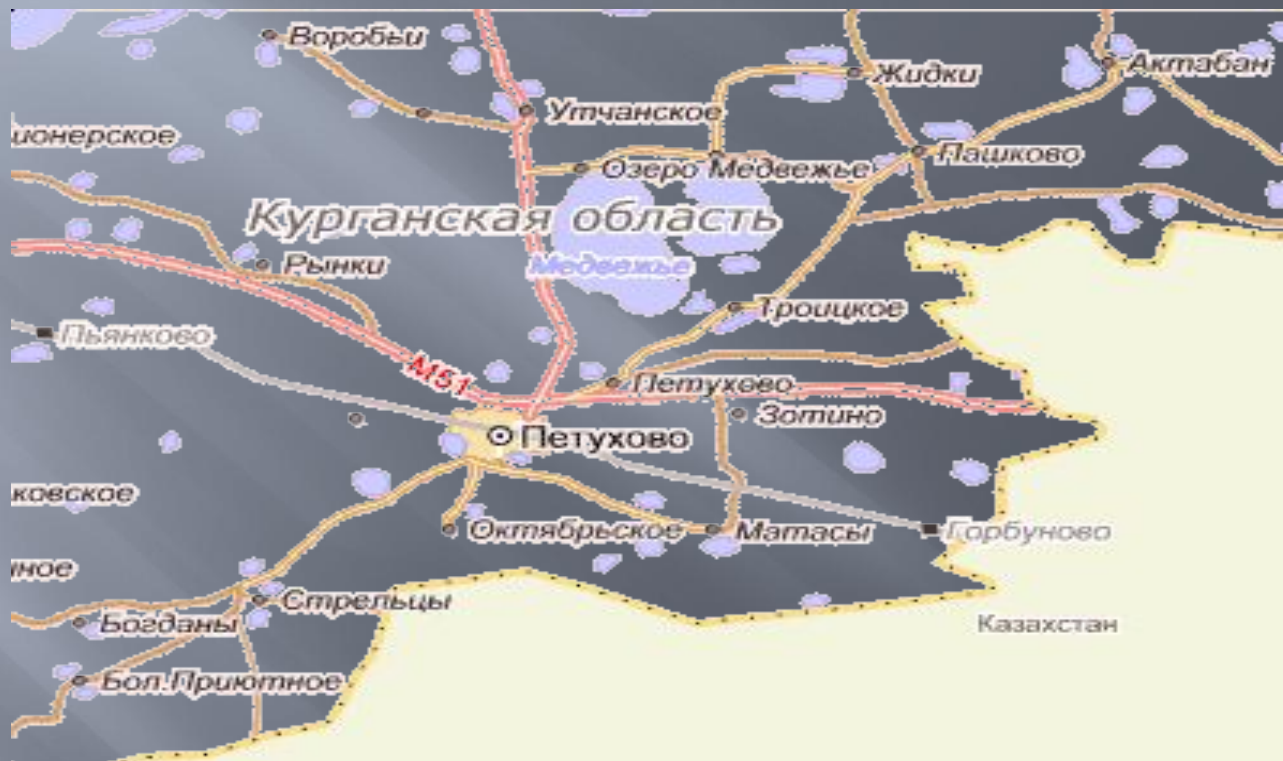 Воробьи
Актабан
Жидки
Утчанское
ионерское
Пашково
Озеро Медвежье
Курганская область
Рынки
Медвежье
Троицкое
Пьянково
М51
Петухово
Зотино
Петухово
ковское
Октябрьское
Матасы
Горбуново
ное
Стрельцы
Богданы
Казахстан
Бол.Приютное